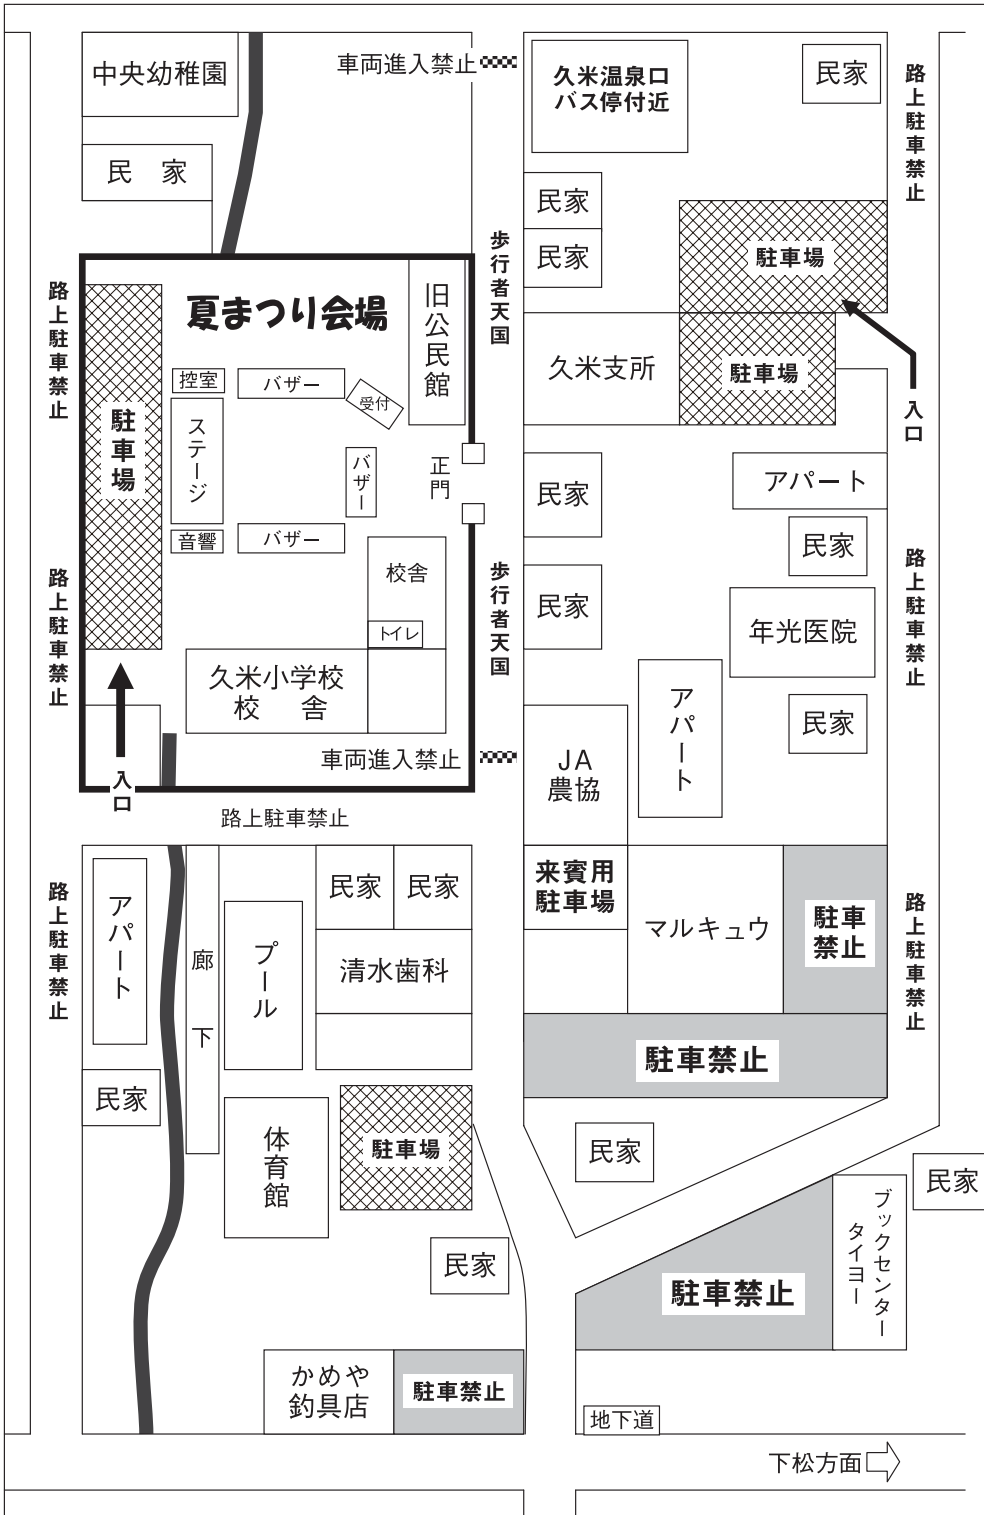 中央幼稚園
車両進入禁止
久米温泉口
バス停付近
民家
路上駐車禁止
民　家
民家
民家
歩行者天国
駐車場
路上駐車禁止
夏まつり会場
旧公民館
久米支所
駐車場
入口
控室
バザー
受付
駐車場
ステージ
バザー
正門
音響
バザー
民家
アパート
民家
校舎
トイレ
歩行者天国
民家
路上駐車禁止
路上駐車禁止
年光医院
久米小学校
校　舎
アパート
民家
車両進入禁止
JA
農協
入口
路上駐車禁止
路上駐車禁止
アパート
廊下
プール
民家
民家
清水歯科
来賓用
駐車場
マルキュウ
駐車
禁止
路上駐車禁止
駐車禁止
民家
体育館
駐車場
民家
民家
民家
駐車禁止
ブックセンター
タイヨー
かめや
釣具店
駐車禁止
地下道
下松方面